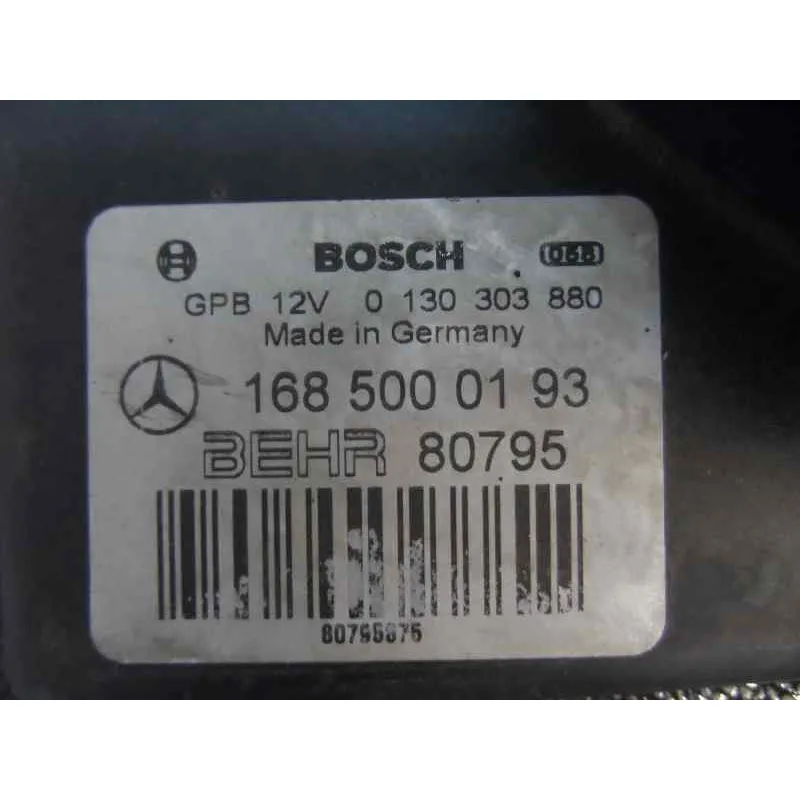 BOSCH
GPB 12V 0 130 303 880
Made in Germany
168 500 01 93
BEHR 80795